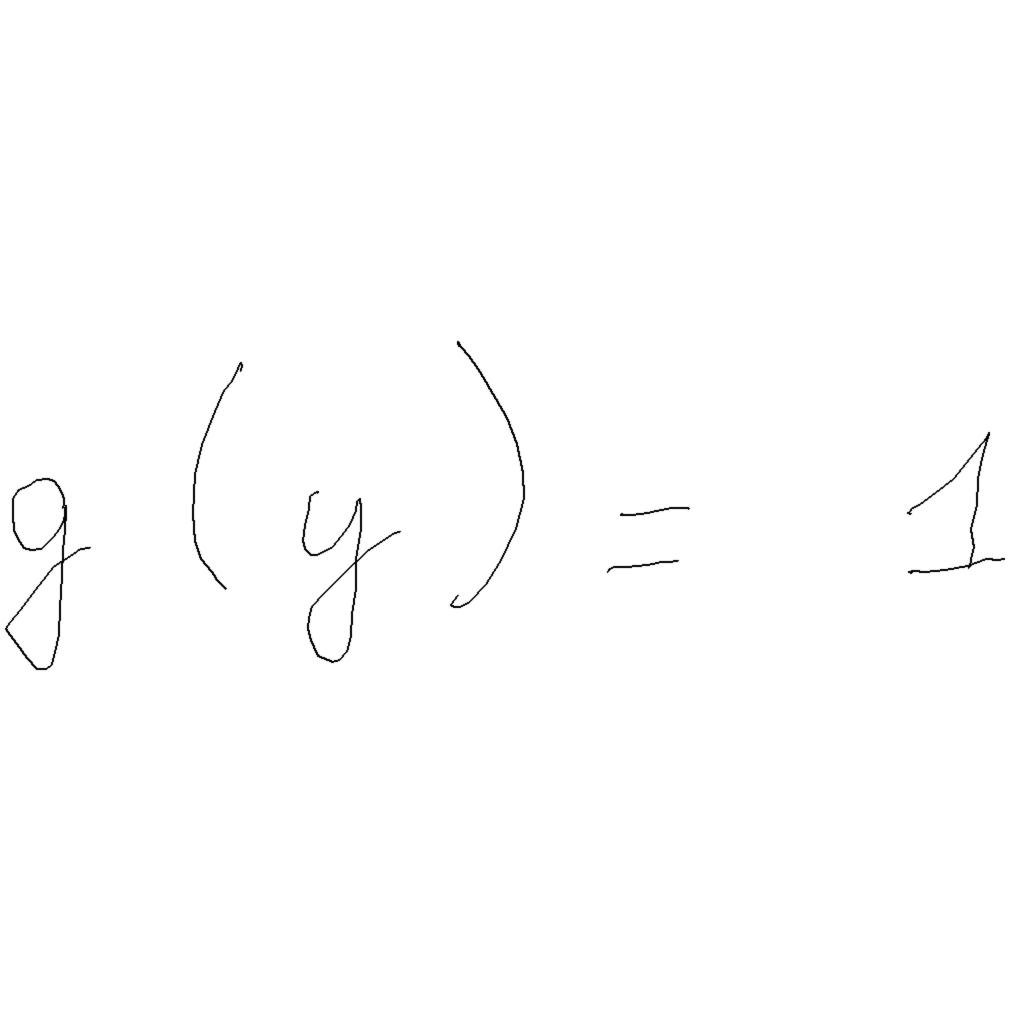 g(y) = 1